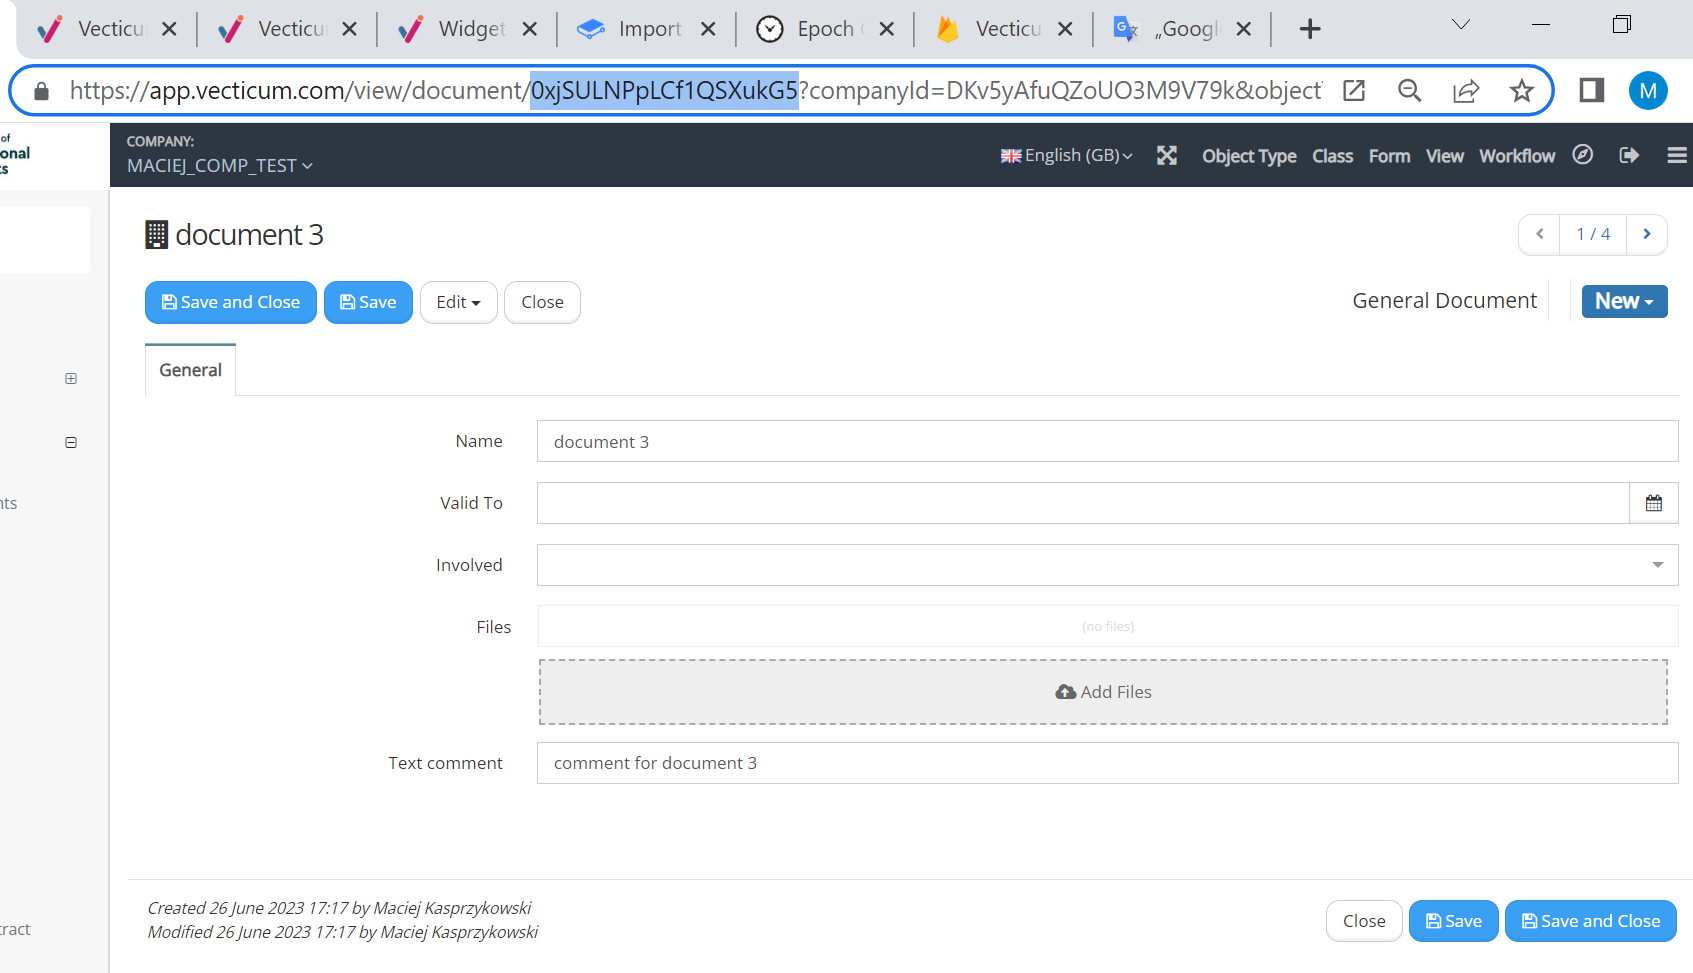 Vecticu
Vecticu
Widget
Import
Epoch
Vecticu
„Googl
https://app.vecticum.com/view/document/0xjSULNPpLCf1QSXukG5?companyId=DKv5yAfuQZoUO3M9V79k&object
M
of
onal
s
COMPANY:
MACIEJ_COMP_TEST
English (GB)
Object Type
Class
Form
View
Workflow
document 3
1 / 4
Save and Close
Save
Edit
Close
General Document
New
General
Name
document 3
Valid To
Involved
Files
(no files)
Add Files
Text comment
comment for document 3
nts
ract
Created 26 June 2023 17:17 by Maciej Kasprzykowski
Modified 26 June 2023 17:17 by Maciej Kasprzykowski
Close
Save
Save and Close